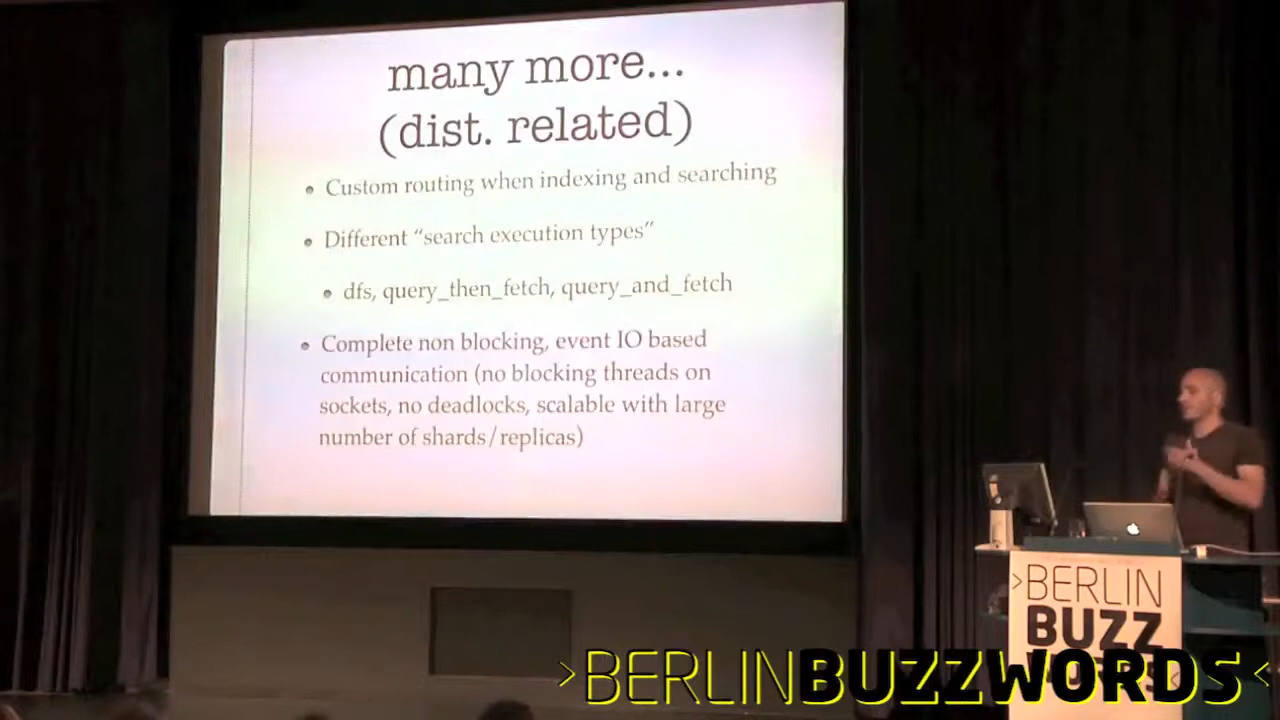 many more...
(dist. related)
• Custom routing when indexing and searching
• Different “search execution types”
• dfs, query_then_fetch, query_and_fetch
• Complete non blocking, event IO based
communication (no blocking threads on
sockets, no deadlocks, scalable with large
number of shards/replicas)
>BERLIN
BUZZ
WORDS
>BERLINBUZZWORDS<